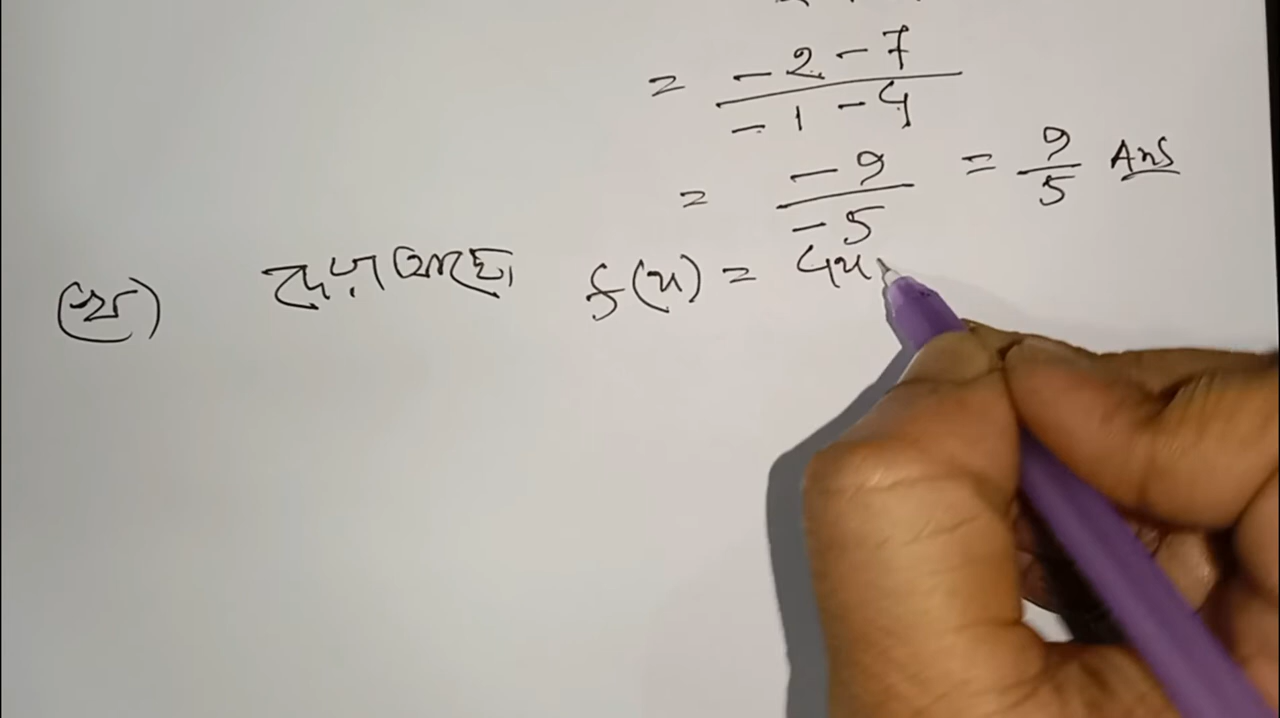 = -2-7 / -1-4
= -9 / -5 = 9/5 Ans
(খ) দেওয়া আছে f(x) = 4x